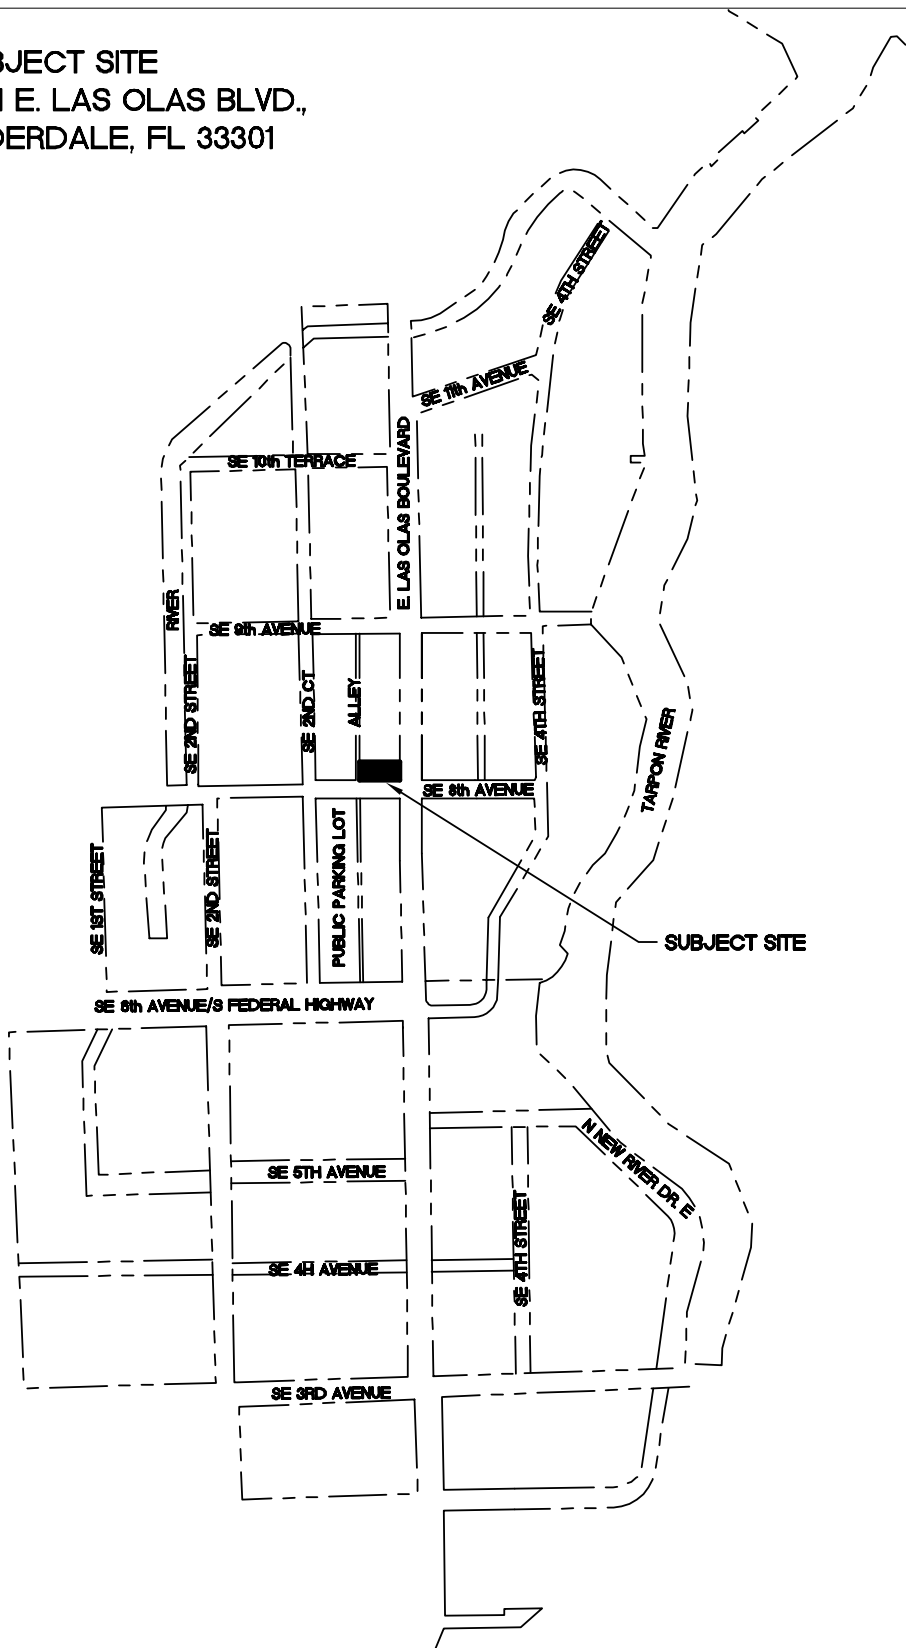 BJECT SITE
E. LAS OLAS BLVD.,
DERDALE, FL 33301
SE 4TH STREET
SE 11th AVENUE
E. LAS OLAS BOULEVARD
SE 10th TERRACE
RIVER
SE 9th AVENUE
SE 2ND STREET
SE 2ND CT
ALLEY
SE 4TH STREET
TARPON RIVER
SE 8th AVENUE
PUBLIC PARKING LOT
SE 1ST STREET
SE 2ND STREET
SUBJECT SITE
SE 6th AVENUE/S FEDERAL HIGHWAY
N NEW RIVER DR. E
SE 5TH AVENUE
SE 4TH STREET
SE 4H AVENUE
SE 3RD AVENUE